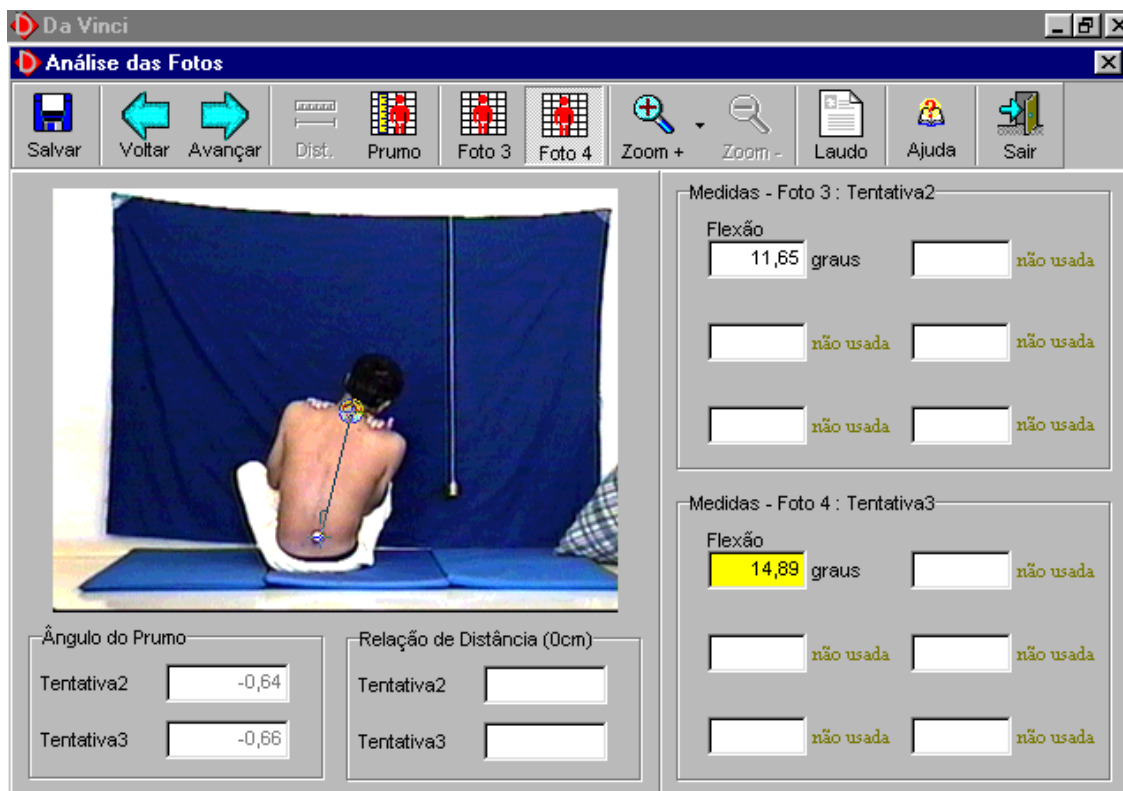 Da Vinci
Análise das Fotos
Salvar Voltar Avançar Dist. Prumo Foto 3 Foto 4 Zoom + Zoom - Laudo Ajuda Sair
Medidas - Foto 3 : Tentativa2
Flexão
11,65 graus não usada
não usada não usada
não usada não usada
Medidas - Foto 4 : Tentativa3
Flexão
14,89 graus não usada
não usada não usada
não usada não usada
Ângulo do Prumo
Tentativa2 -0,64
Tentativa3 -0,66
Relação de Distância (0cm)
Tentativa2
Tentativa3